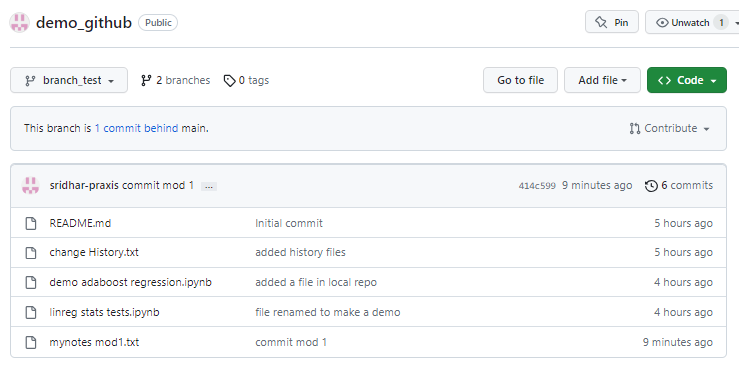 demo_github Public Pin Unwatch 1
branch_test 2 branches 0 tags Go to file Add file Code
This branch is 1 commit behind main. Contribute
sridhar-praxis commit mod 1 ... 414c599 9 minutes ago 6 commits
README.md Initial commit 5 hours ago
change History.txt added history files 5 hours ago
demo adaboost regression.ipynb added a file in local repo 4 hours ago
linreg stats tests.ipynb file renamed to make a demo 4 hours ago
mynotes mod1.txt commit mod 1 9 minutes ago